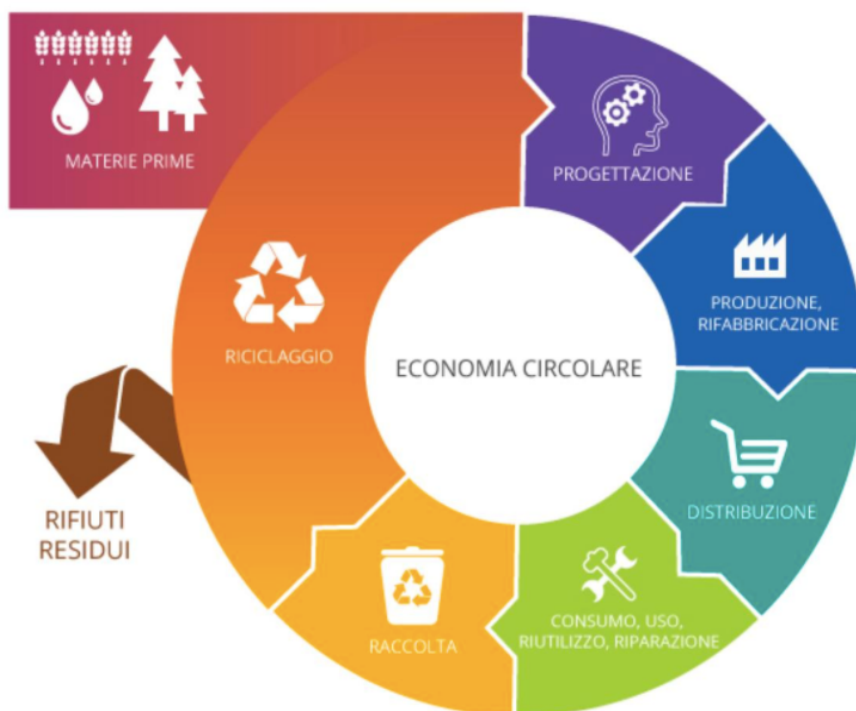 MATERIE PRIME
PROGETTAZIONE
PRODUZIONE,
RIFABBRICAZIONE
RICICLAGGIO
ECONOMIA CIRCOLARE
DISTRIBUZIONE
RIFIUTI
RESIDUI
CONSUMO, USO,
RIUTILIZZO, RIPARAZIONE
RACCOLTA